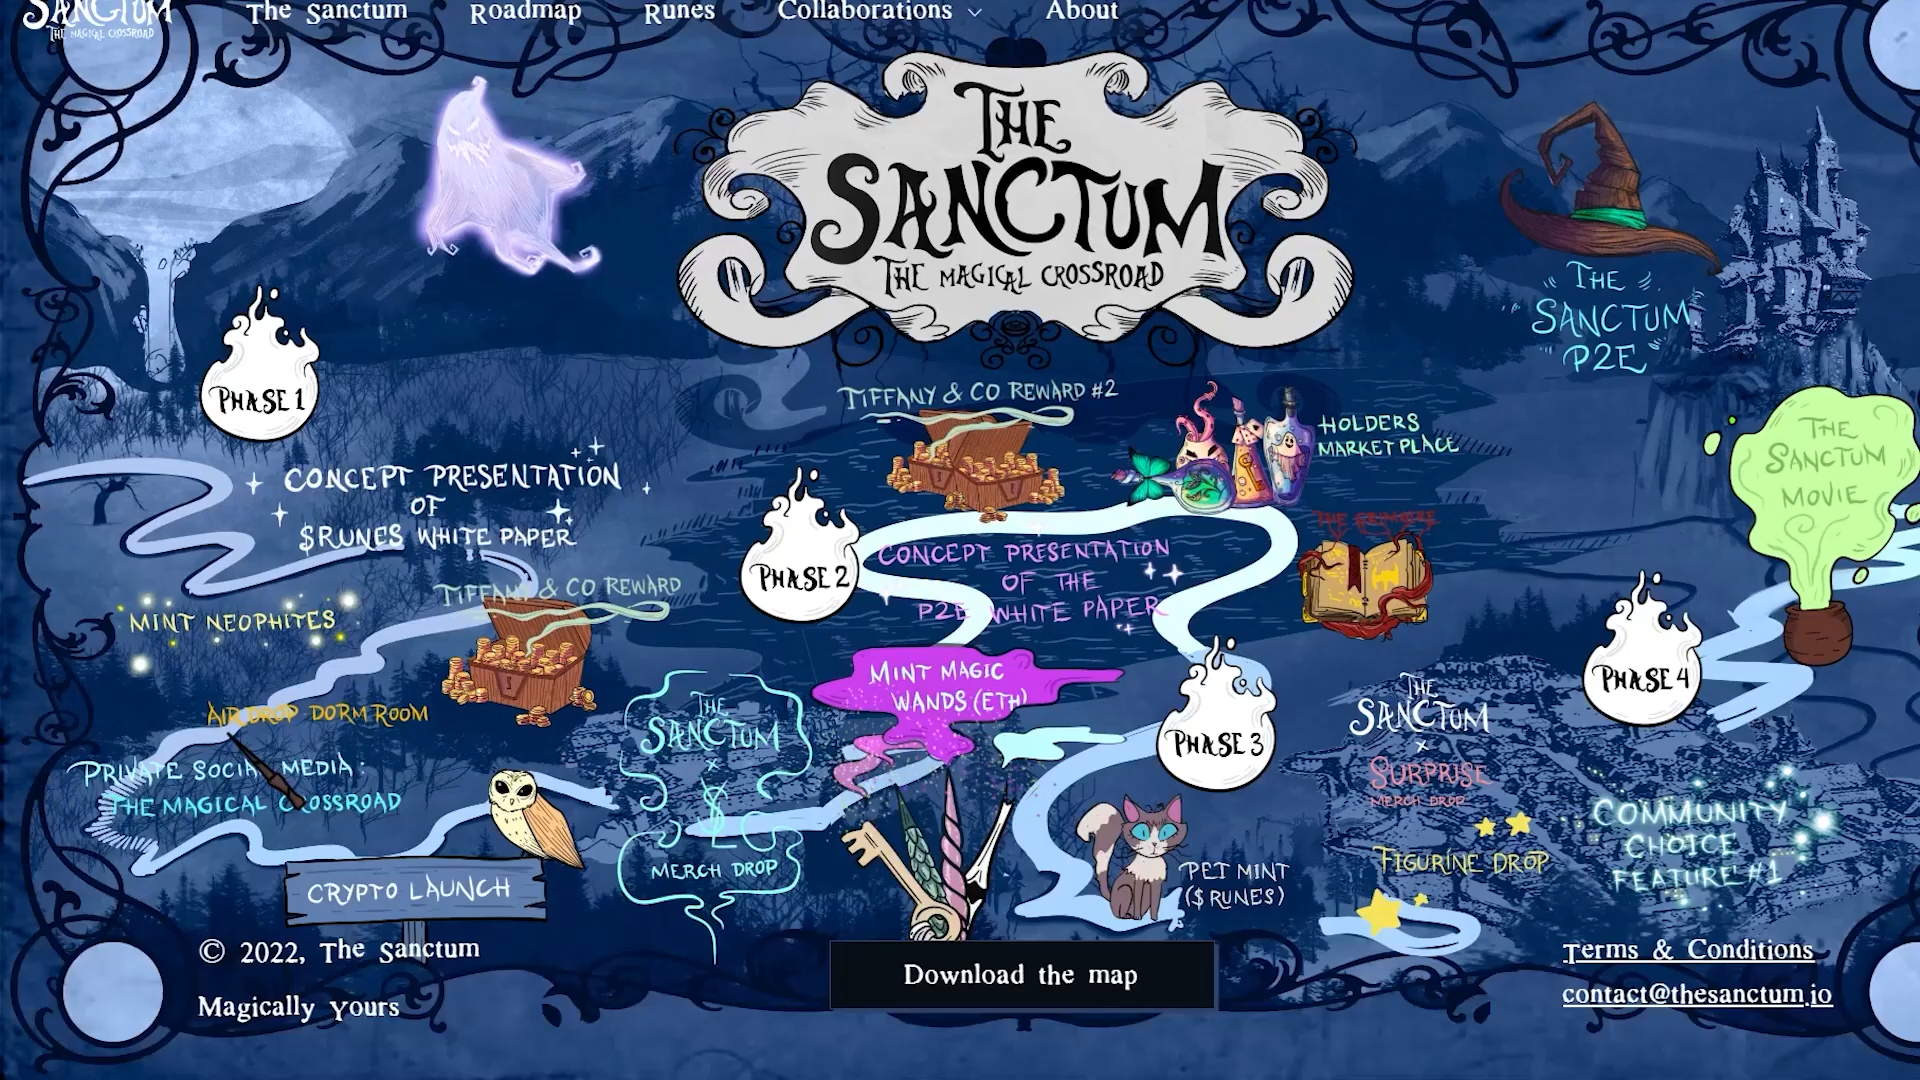 SANCTUM
THE MAGICAL CROSSROAD
The Sanctum
Roadmap
Runes
Collaborations
About
THE
SANCTUM
THE MAGICAL CROSSROAD
"THE
SANCTUM
P2E"
PHASE 1
CONCEPT PRESENTATION
OF
$RUNES WHITE PAPER
MINT NEOPHITES
TIFFANY & CO REWARD
AIRDROP DORM ROOM
PRIVATE SOCIAL MEDIA:
THE MAGICAL CROSSROAD
CRYPTO LAUNCH
THE
SANCTUM
X
MERCH DROP
PHASE 2
TIFFANY & CO REWARD #2
HOLDERS
MARKET PLACE
CONCEPT PRESENTATION
OF THE
P2E WHITE PAPER
MINT MAGIC
WANDS (ETH)
PHASE 3
PET MINT
($ RUNES)
THE
SANCTUM
X
SURPRISE
MERCH DROP
FIGURINE DROP
COMMUNITY
CHOICE
FEATURE #1
PHASE 4
THE
SANCTUM
MOVIE
© 2022, The Sanctum
Magically Yours
Download the map
Terms & Conditions
contact@thesanctum.io